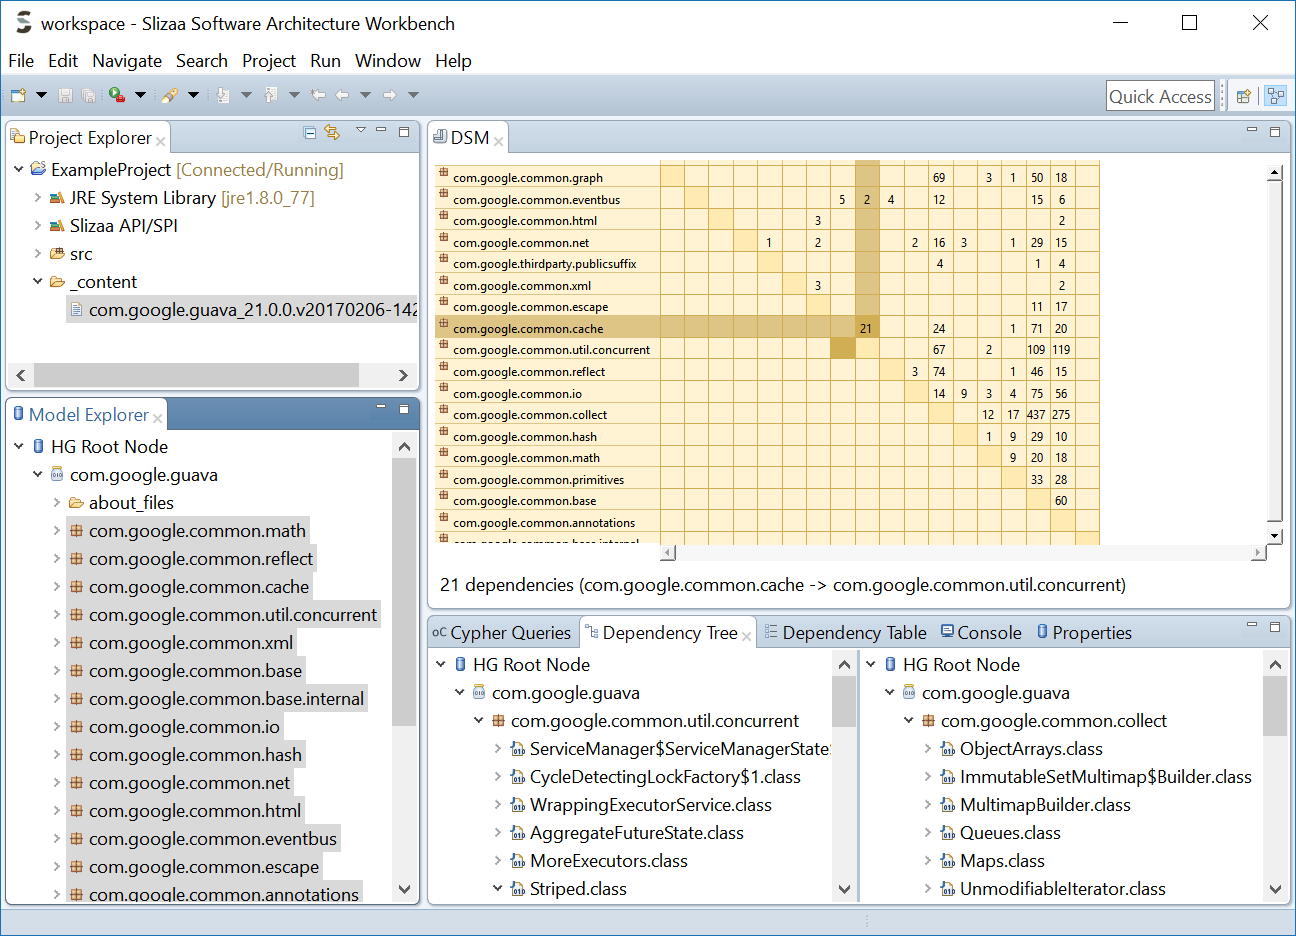 workspace - Slizaa Software Architecture Workbench
File Edit Navigate Search Project Run Window Help
Quick Access
Project Explorer
ExampleProject [Connected/Running]
JRE System Library [jre1.8.0_77]
Slizaa API/SPI
src
_content
com.google.guava_21.0.0.v20170206-142
Model Explorer
HG Root Node
com.google.guava
about_files
com.google.common.math
com.google.common.reflect
com.google.common.cache
com.google.common.util.concurrent
com.google.common.xml
com.google.common.base
com.google.common.base.internal
com.google.common.io
com.google.common.hash
com.google.common.net
com.google.common.html
com.google.common.eventbus
com.google.common.escape
com.google.common.annotations
DSM
com.google.common.graph 69 3 1 50 18
com.google.common.eventbus 5 2 4 12 15 6
com.google.common.html 3 2
com.google.common.net 1 2 2 16 3 1 29 15
com.google.thirdparty.publicsuffix 4 1 4
com.google.common.xml 3 2
com.google.common.escape 11 17
com.google.common.cache 21 24 1 71 20
com.google.common.util.concurrent 67 2 109 119
com.google.common.reflect 3 74 1 46 15
com.google.common.io 14 9 3 4 75 56
com.google.common.collect 12 17 437 275
com.google.common.hash 1 9 29 10
com.google.common.math 9 20 18
com.google.common.primitives 33 28
com.google.common.base 60
com.google.common.annotations
com.google.common.base.internal
21 dependencies (com.google.common.cache -> com.google.common.util.concurrent)
Cypher Queries Dependency Tree Dependency Table Console Properties
HG Root Node
com.google.guava
com.google.common.util.concurrent
ServiceManager$ServiceManagerState
CycleDetectingLockFactory$1.class
WrappingExecutorService.class
AggregateFutureState.class
MoreExecutors.class
Striped.class
HG Root Node
com.google.guava
com.google.common.collect
ObjectArrays.class
ImmutableSetMultimap$Builder.class
MultimapBuilder.class
Queues.class
Maps.class
UnmodifiableIterator.class